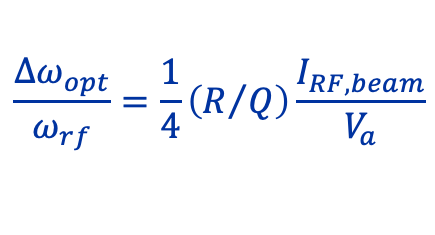 Δω_opt / ω_rf = 1/4 (R/Q) I_RF,beam / V_a